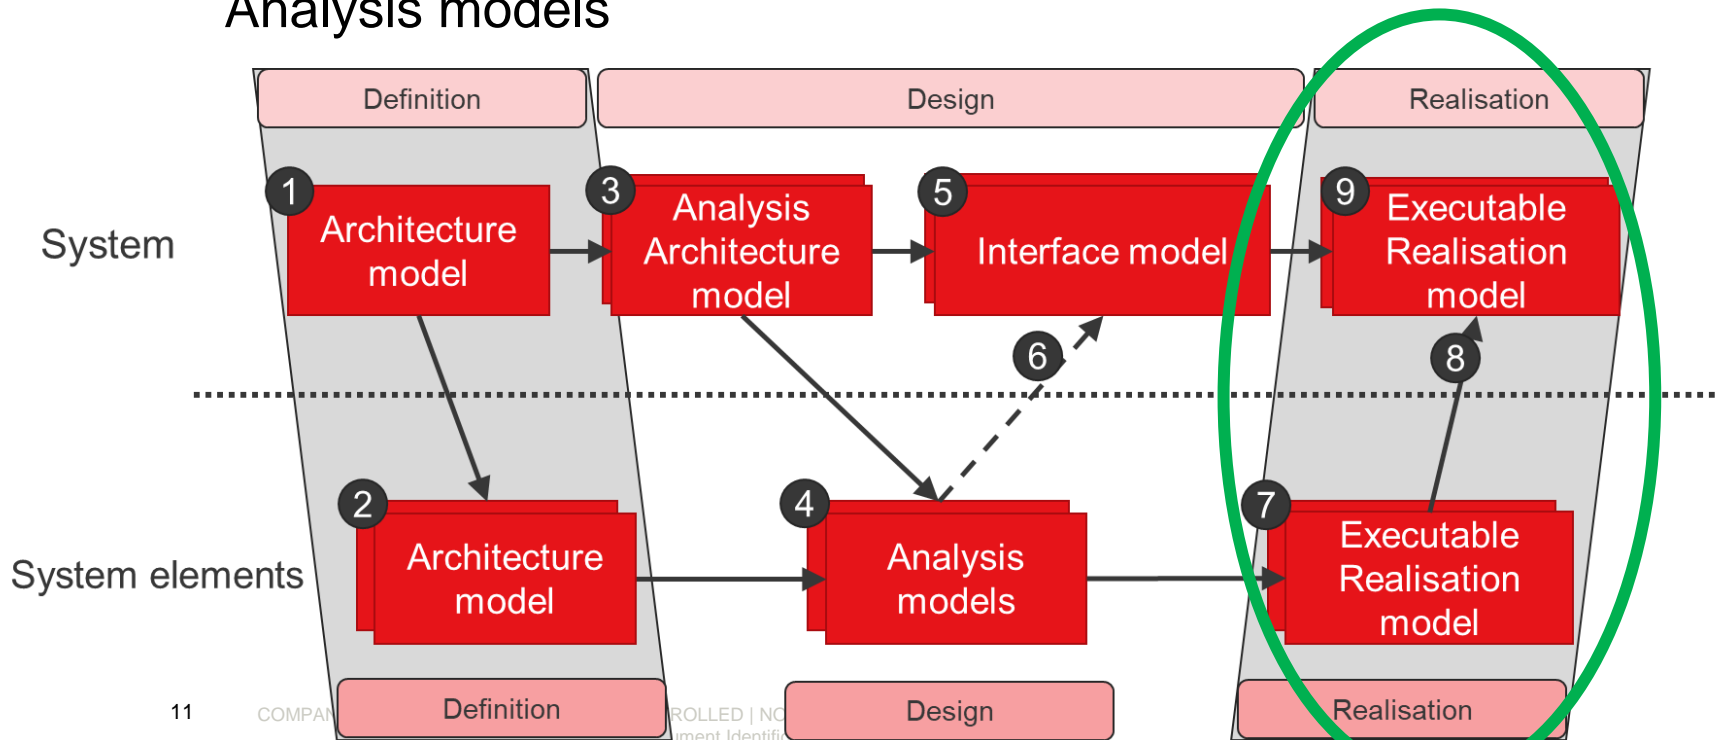 Analysis models
Definition
Design
Realisation
1
3
5
9
Architecture
model
Analysis
Architecture
model
Interface model
Executable
Realisation
model
System
6
8
2
4
7
Architecture
model
Analysis
models
Executable
Realisation
model
System elements
Definition
Design
Realisation
11